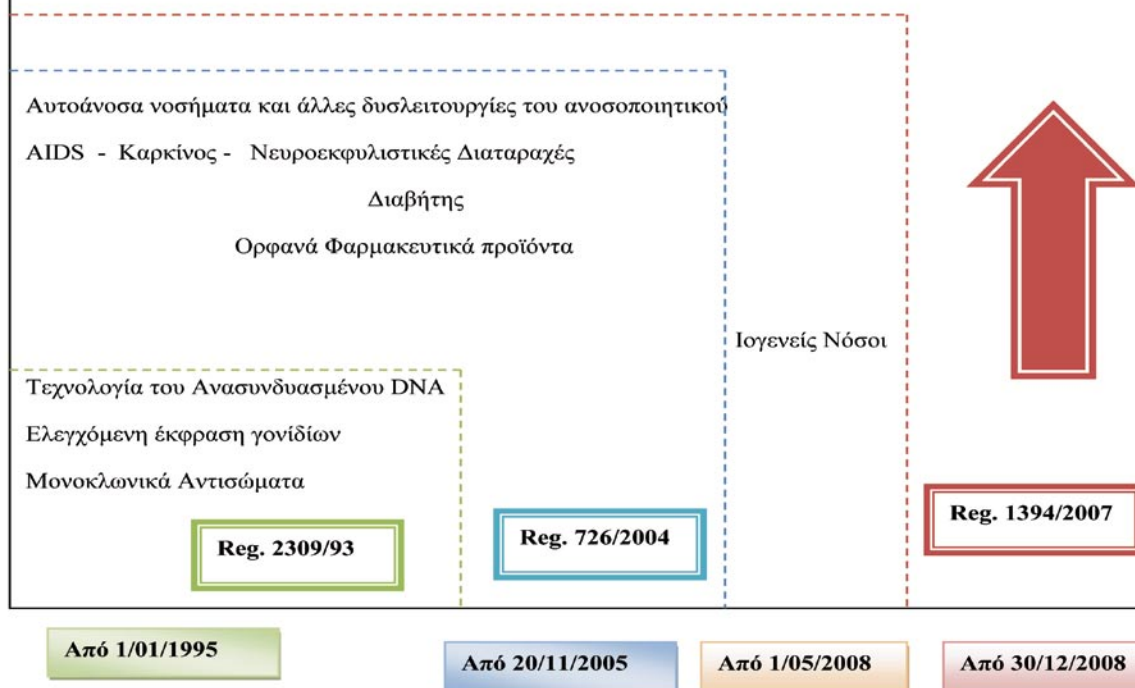 Αυτοάνοσα νοσήματα και άλλες δυσλειτουργίες του ανοσοποιητικού
AIDS - Καρκίνος - Νευροεκφυλιστικές Διαταραχές
Διαβήτης
Ορφανά Φαρμακευτικά προϊόντα
Ιογενείς Νόσοι
Τεχνολογία του Ανασυνδυασμένου DNA
Ελεγχόμενη έκφραση γονίδίων
Μονοκλωνικά Αντισώματα
Reg. 2309/93
Reg. 726/2004
Reg. 1394/2007
Από 1/01/1995
Από 20/11/2005
Από 1/05/2008
Από 30/12/2008